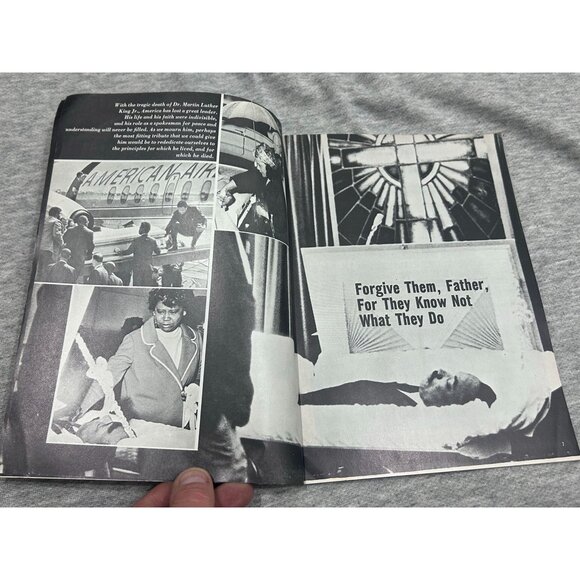 With the tragic death of Dr. Martin Luther
King Jr., America has lost a great leader.
His life and his faith were indivisible,
and his role as a spokesman for peace and
understanding will never be filled. As we mourn him, perhaps
the most fitting tribute that we could give
him would be to rededicate ourselves to
the principles for which he lived, and for
which he died.
AMERICAN AIR
Forgive Them, Father,
For They Know Not
What They Do